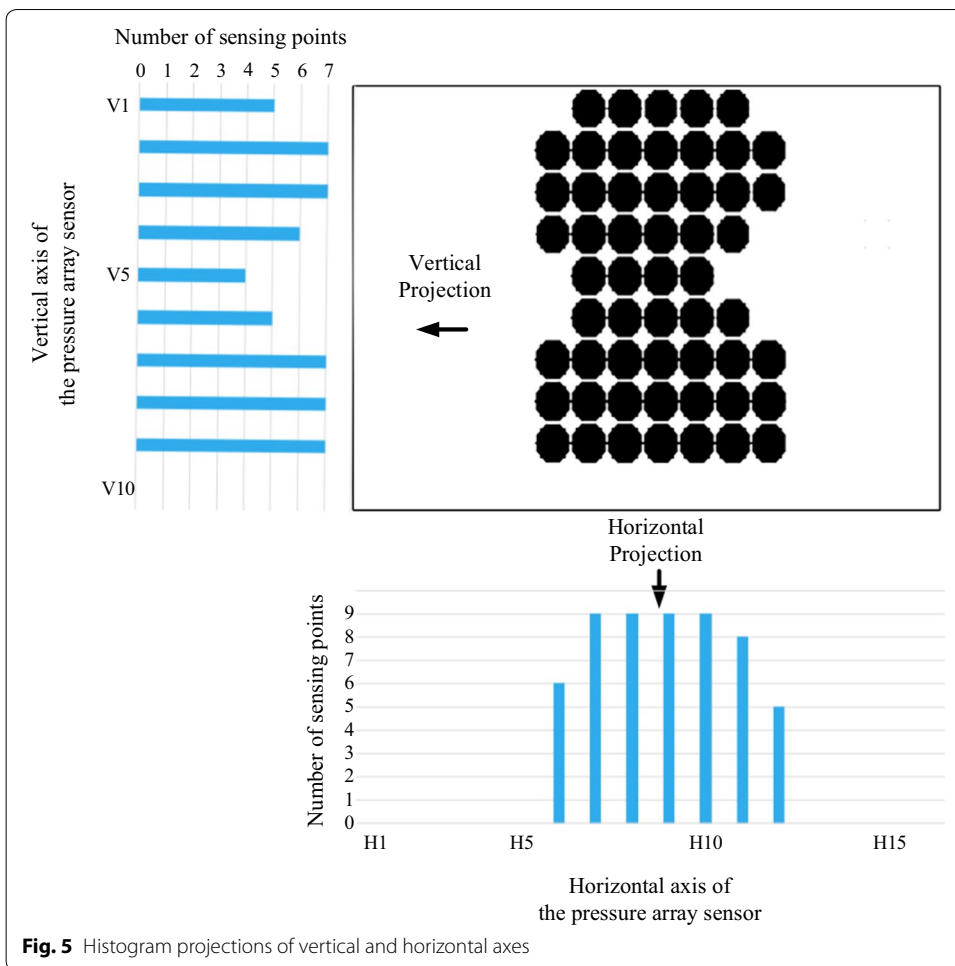 Number of sensing points
0 1 2 3 4 5 6 7
V1
V5
V10
Vertical axis of
the pressure array sensor
Vertical
Projection
Horizontal
Projection
Number of sensing points
9
8
7
6
5
4
3
2
1
0
H1 H5 H10 H15
Horizontal axis of
the pressure array sensor
Fig. 5 Histogram projections of vertical and horizontal axes